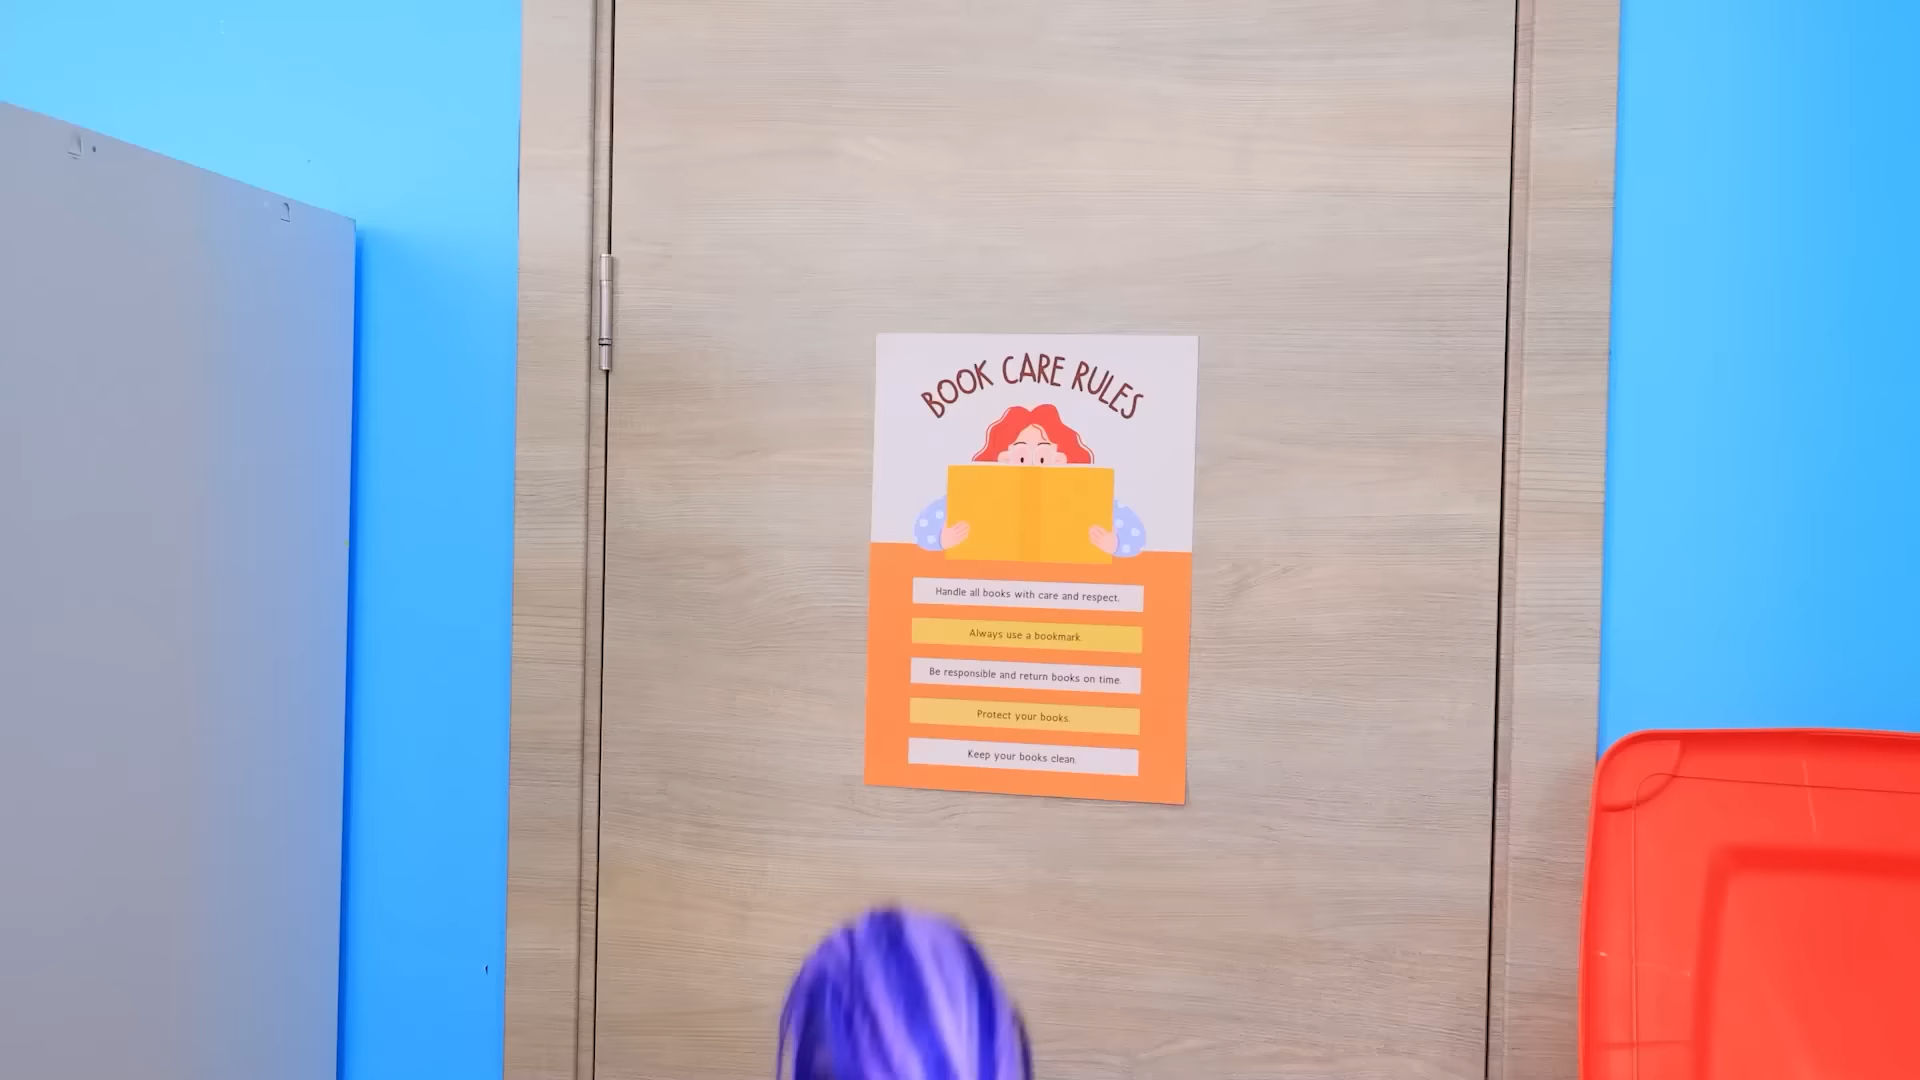 BOOK CARE RULES
Handle all books with care and respect.
Always use a bookmark.
Be responsible and return books on time.
Protect your books.
Keep your books clean.